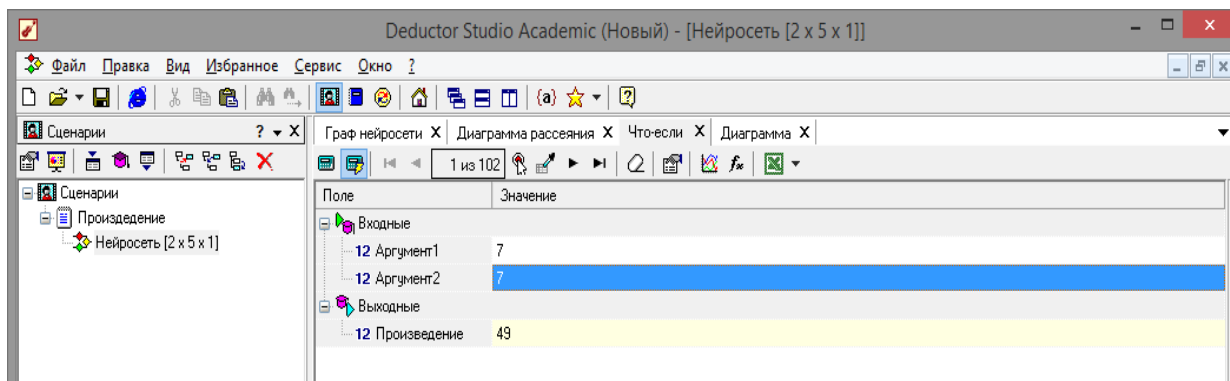 Deductor Studio Academic (Новый) - [Нейросеть [2 x 5 x 1]]
Файл Правка Вид Избранное Сервис Окно ?
Сценарии ?
Граф нейросети X Диаграмма рассеяния X Что-если X Диаграмма X
1 из 102
Сценарии
Произдедение
Нейросеть [2 x 5 x 1]
Поле Значение
Входные
12 Аргумент1 7
12 Аргумент2 7
Выходные
12 Произведение 49